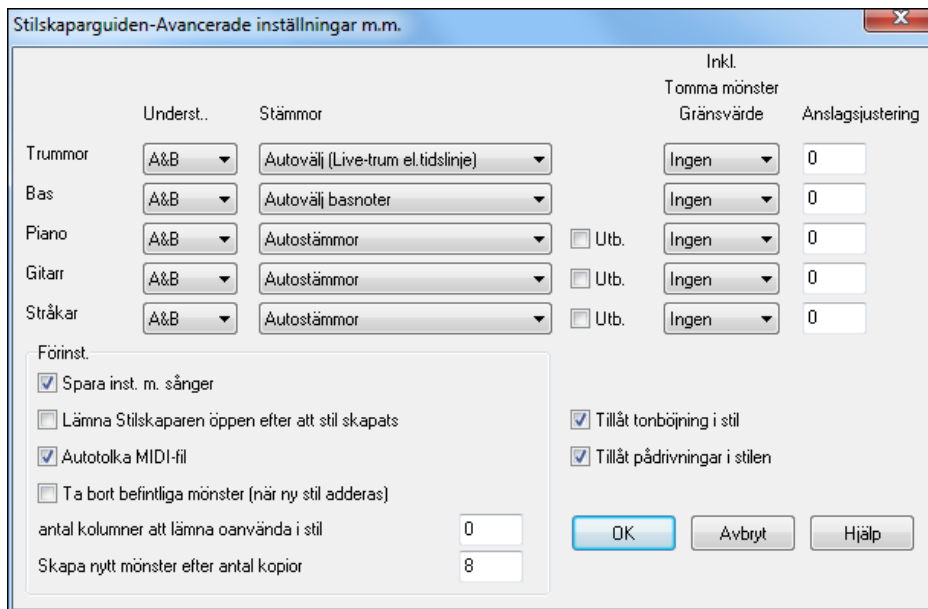 Stilskaparguiden-Avancerade inställningar m.m.
Inkl.
Tomma mönster
Underst.. Stämmor Gränsvärde Anslagsjustering
Trummor A&B Autovälj (Live-trum el.tidslinje) Ingen 0
Bas A&B Autovälj basnoter Ingen 0
Piano A&B Autostämmor Utb. Ingen 0
Gitarr A&B Autostämmor Utb. Ingen 0
Stråkar A&B Autostämmor Utb. Ingen 0
Förinst.
Spara inst. m. sånger
Lämna Stilskaparen öppen efter att stil skapats Tillåt tonböjning i stil
Autotolka MIDI-fil Tillåt pådrivningar i stilen
Ta bort befintliga mönster (när ny stil adderas)
antal kolumner att lämna oanvända i stil 0 OK Avbryt Hjälp
Skapa nytt mönster efter antal kopior 8